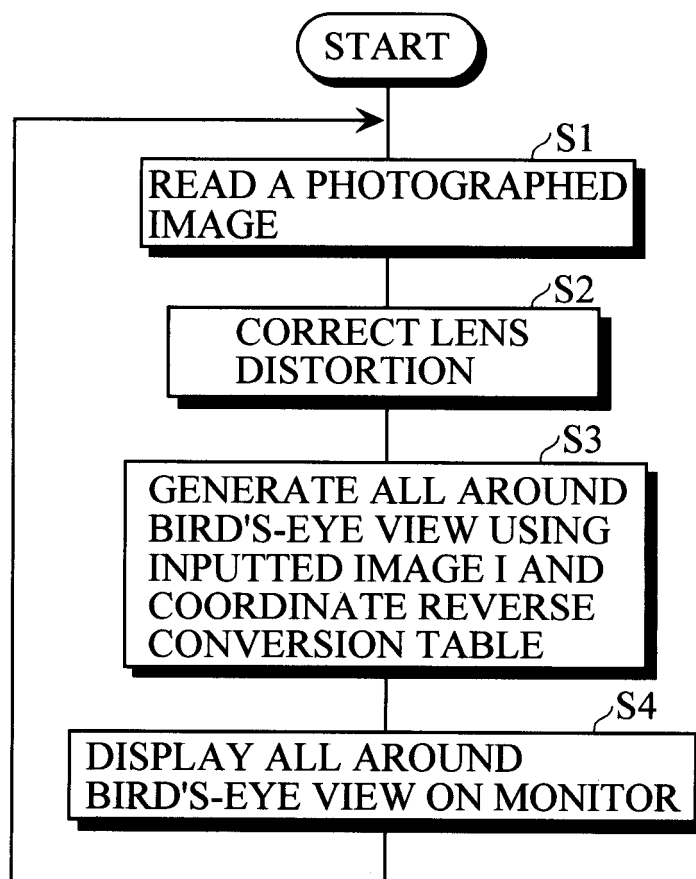 START
S1
READ A PHOTOGRAPHED
IMAGE
S2
CORRECT LENS
DISTORTION
S3
GENERATE ALL AROUND
BIRD'S-EYE VIEW USING
INPUTTED IMAGE I AND
COORDINATE REVERSE
CONVERSION TABLE
S4
DISPLAY ALL AROUND
BIRD'S-EYE VIEW ON MONITOR